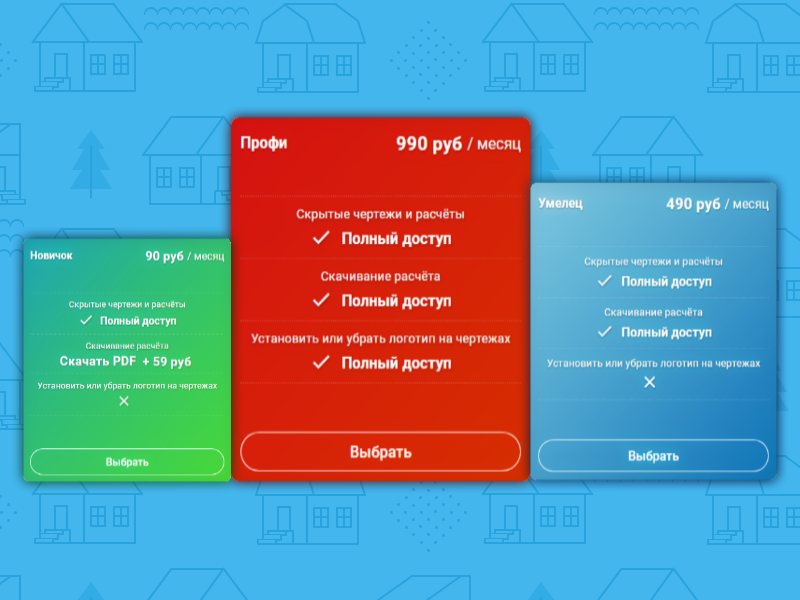 Новичок
90 руб / месяц
Скрытые чертежи и расчёты
Полный доступ
Скачивание расчёта
Скачать PDF + 59 руб
Установить или убрать логотип на чертежах
Выбрать
Профи
990 руб / месяц
Скрытые чертежи и расчёты
Полный доступ
Скачивание расчёта
Полный доступ
Установить или убрать логотип на чертежах
Полный доступ
Выбрать
Умелец
490 руб / месяц
Скрытые чертежи и расчёты
Полный доступ
Скачивание расчёта
Полный доступ
Установить или убрать логотип на чертежах
Выбрать